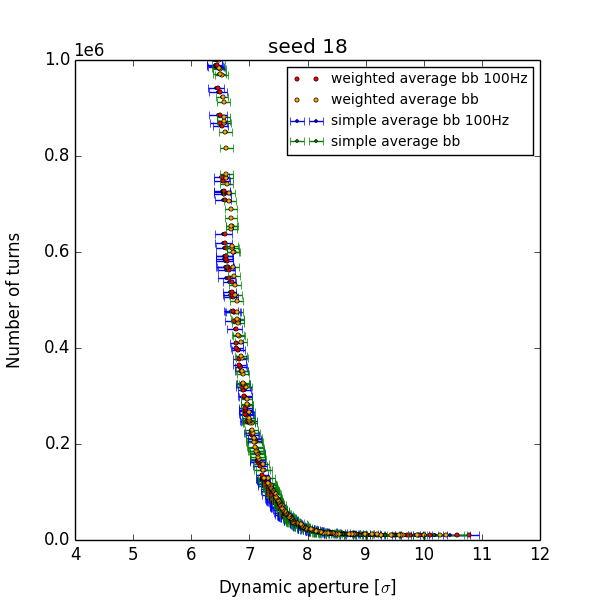 seed 18
1e6
1.0
0.8
0.6
0.4
0.2
0.0
Number of turns
weighted average bb 100Hz
weighted average bb
simple average bb 100Hz
simple average bb
4 5 6 7 8 9 10 11 12
Dynamic aperture [σ]